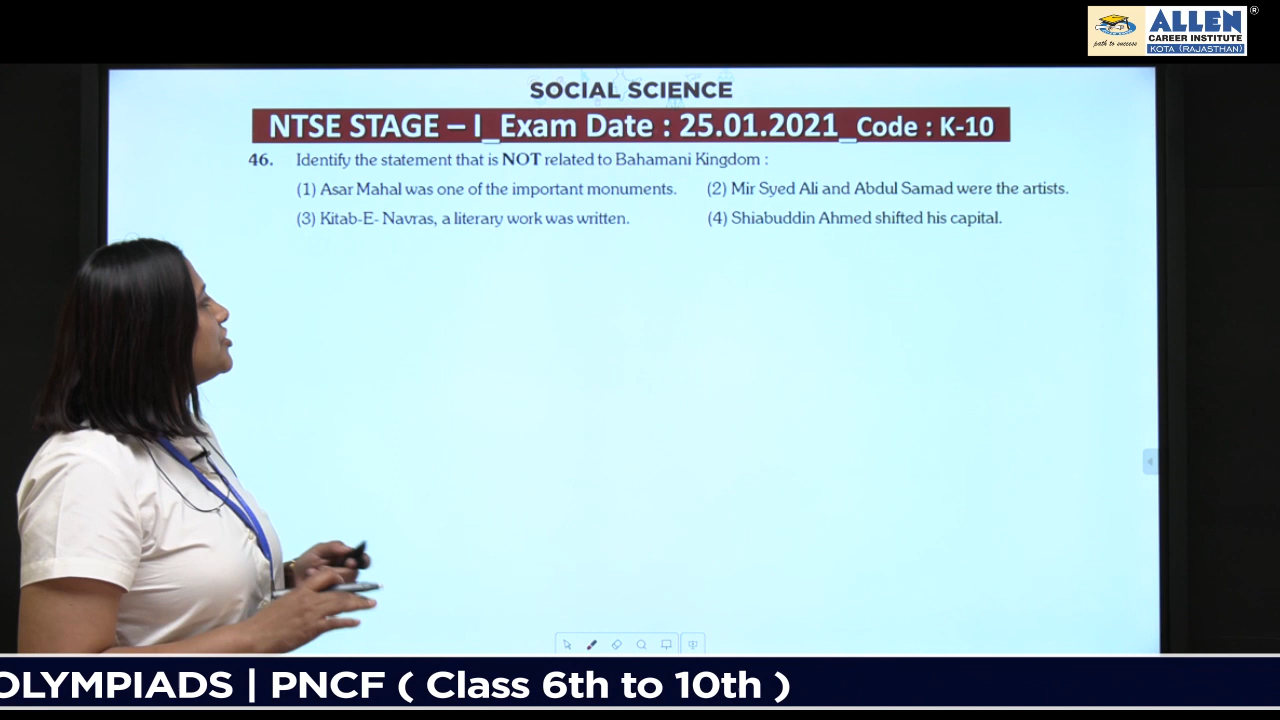 ALLEN
®
path to success
CAREER INSTITUTE
KOTA (RAJASTHAN)
SOCIAL SCIENCE
NTSE STAGE – I_Exam Date : 25.01.2021_Code : K-10
46. Identify the statement that is NOT related to Bahamani Kingdom :
(1) Asar Mahal was one of the important monuments. (2) Mir Syed Ali and Abdul Samad were the artists.
(3) Kitab-E- Navras, a literary work was written. (4) Shiabuddin Ahmed shifted his capital.
OLYMPIADS | PNCF ( Class 6th to 10th )